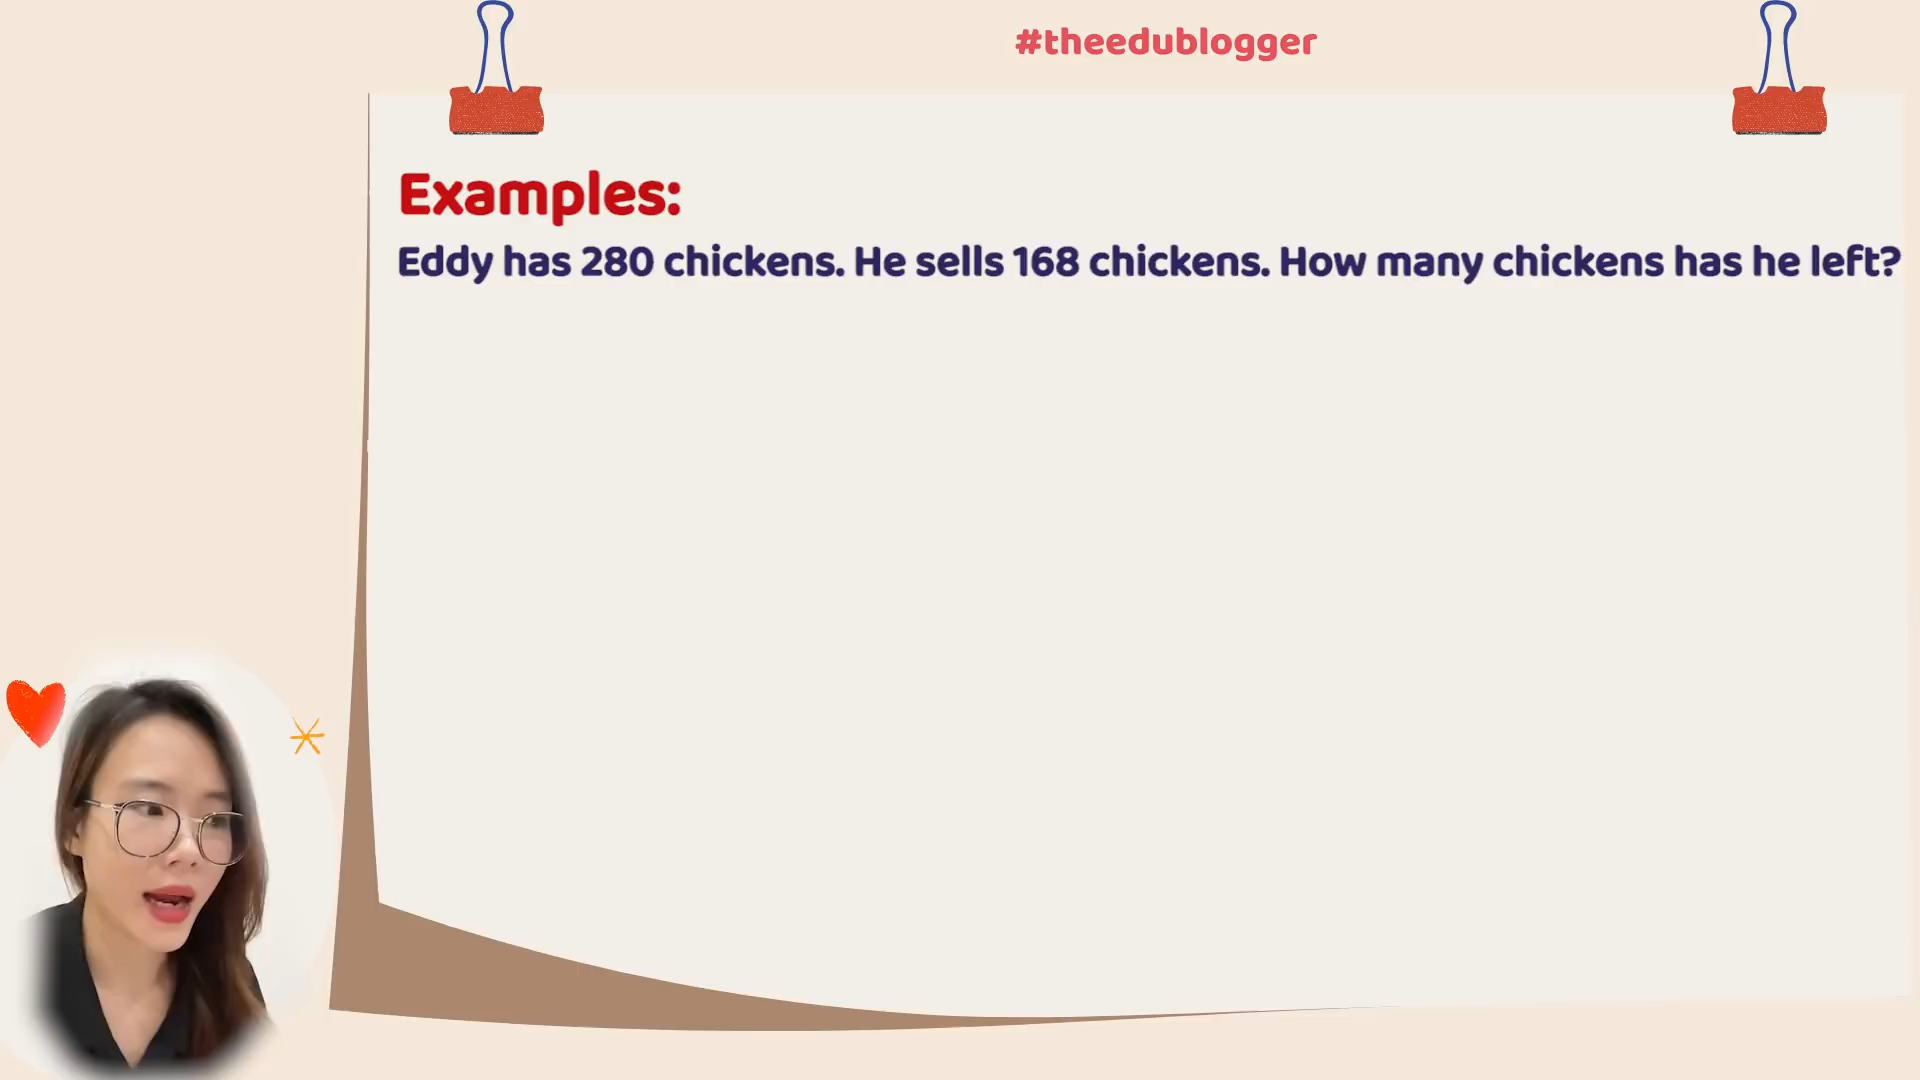 #theedublogger
Examples:
Eddy has 280 chickens. He sells 168 chickens. How many chickens has he left?